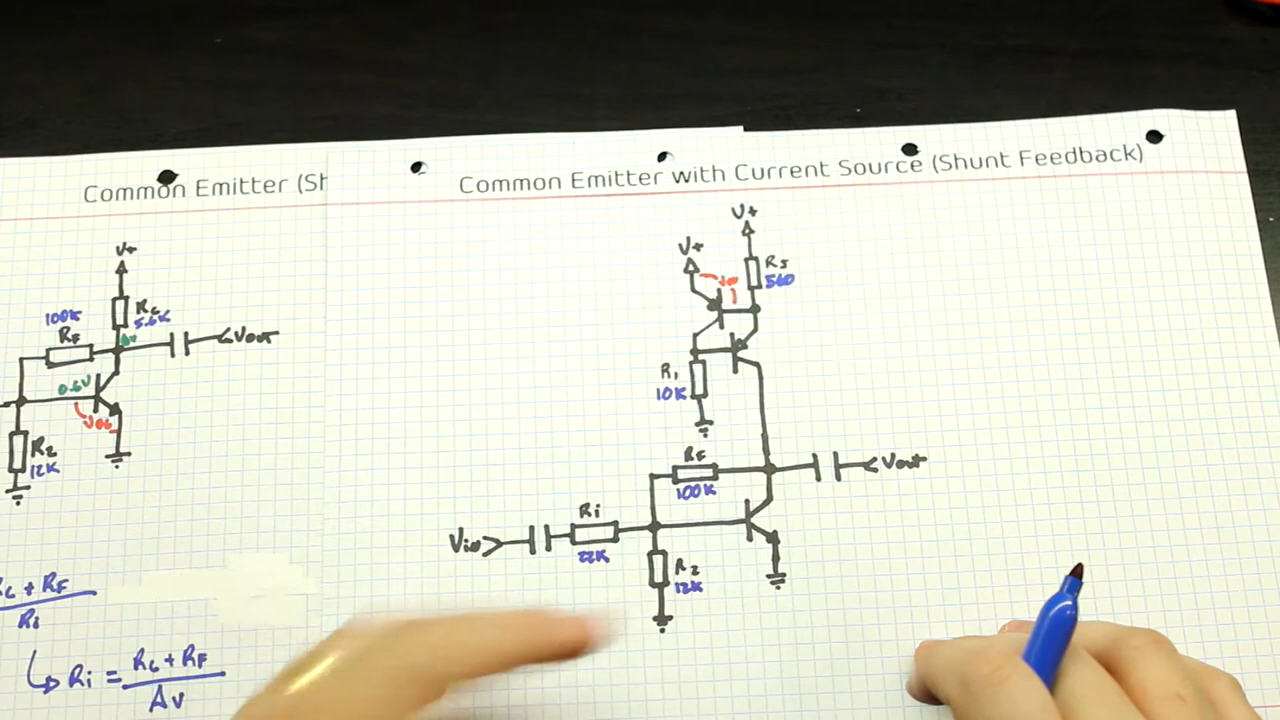 Common Emitter (Sh
V+
Rc
5.6K
100K
RF
Vout
0.6V
Vbe
R2
12K
Rc + RF
Ri
Ri = Rc + RF
Av
Common Emitter with Current Source (Shunt Feedback)
V+
V+
R5
560
R1
10K
RF
100K
Vout
Vin
Ri
22K
R2
12K